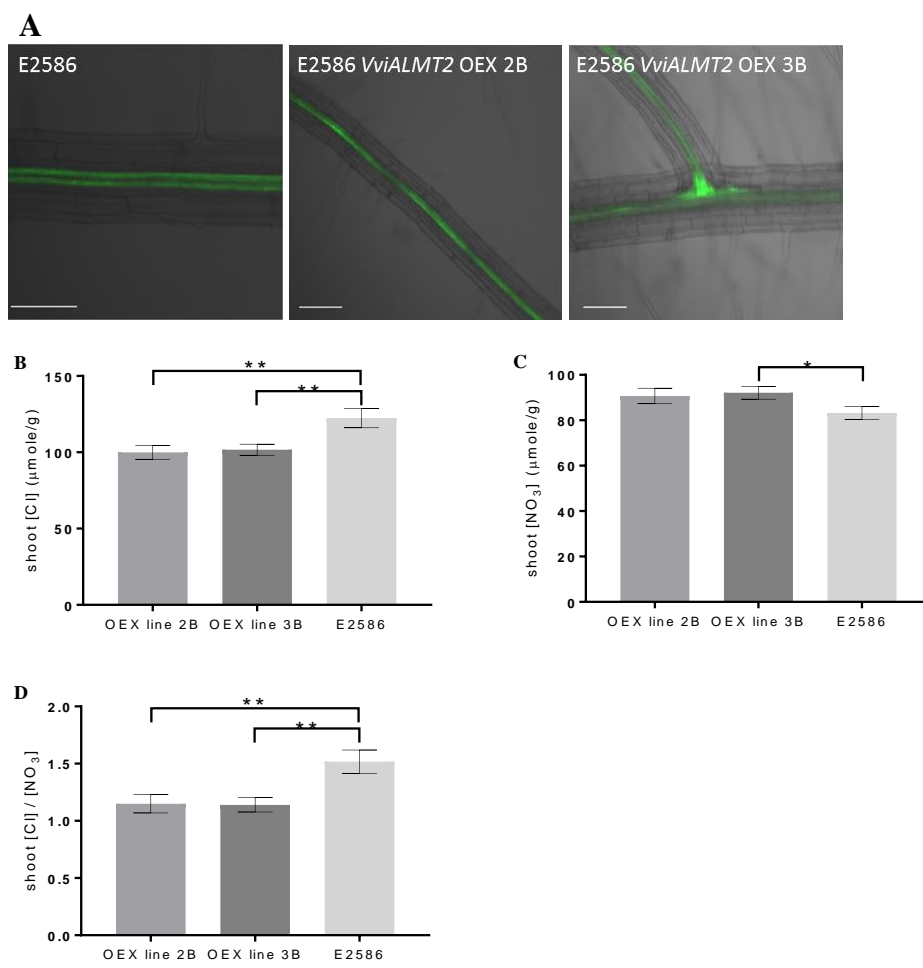 A
E2586
E2586 VviALMT2 OEX 2B
E2586 VviALMT2 OEX 3B
B
shoot [Cl] (μmole/g)
150
100
50
0
**
**
OEX line 2B OEX line 3B E2586
C
shoot [NO3] (μmole/g)
100
80
60
40
20
0
*
OEX line 2B OEX line 3B E2586
D
shoot [Cl] / [NO3]
2.0
1.5
1.0
0.5
0.0
**
**
OEX line 2B OEX line 3B E2586